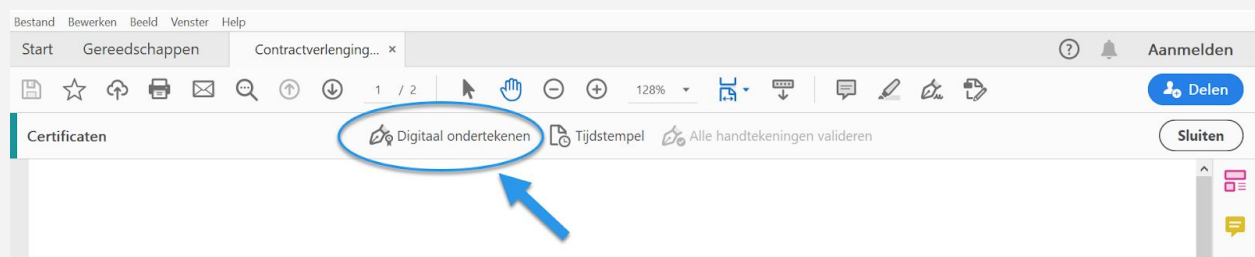 Bestand Bewerken Beeld Venster Help
Start Gereedschappen Contractverlenging... × ? Aanmelden
1 / 2 128% Delen
Certificaten Digitaal ondertekenen Tijdstempel Alle handtekeningen valideren Sluiten